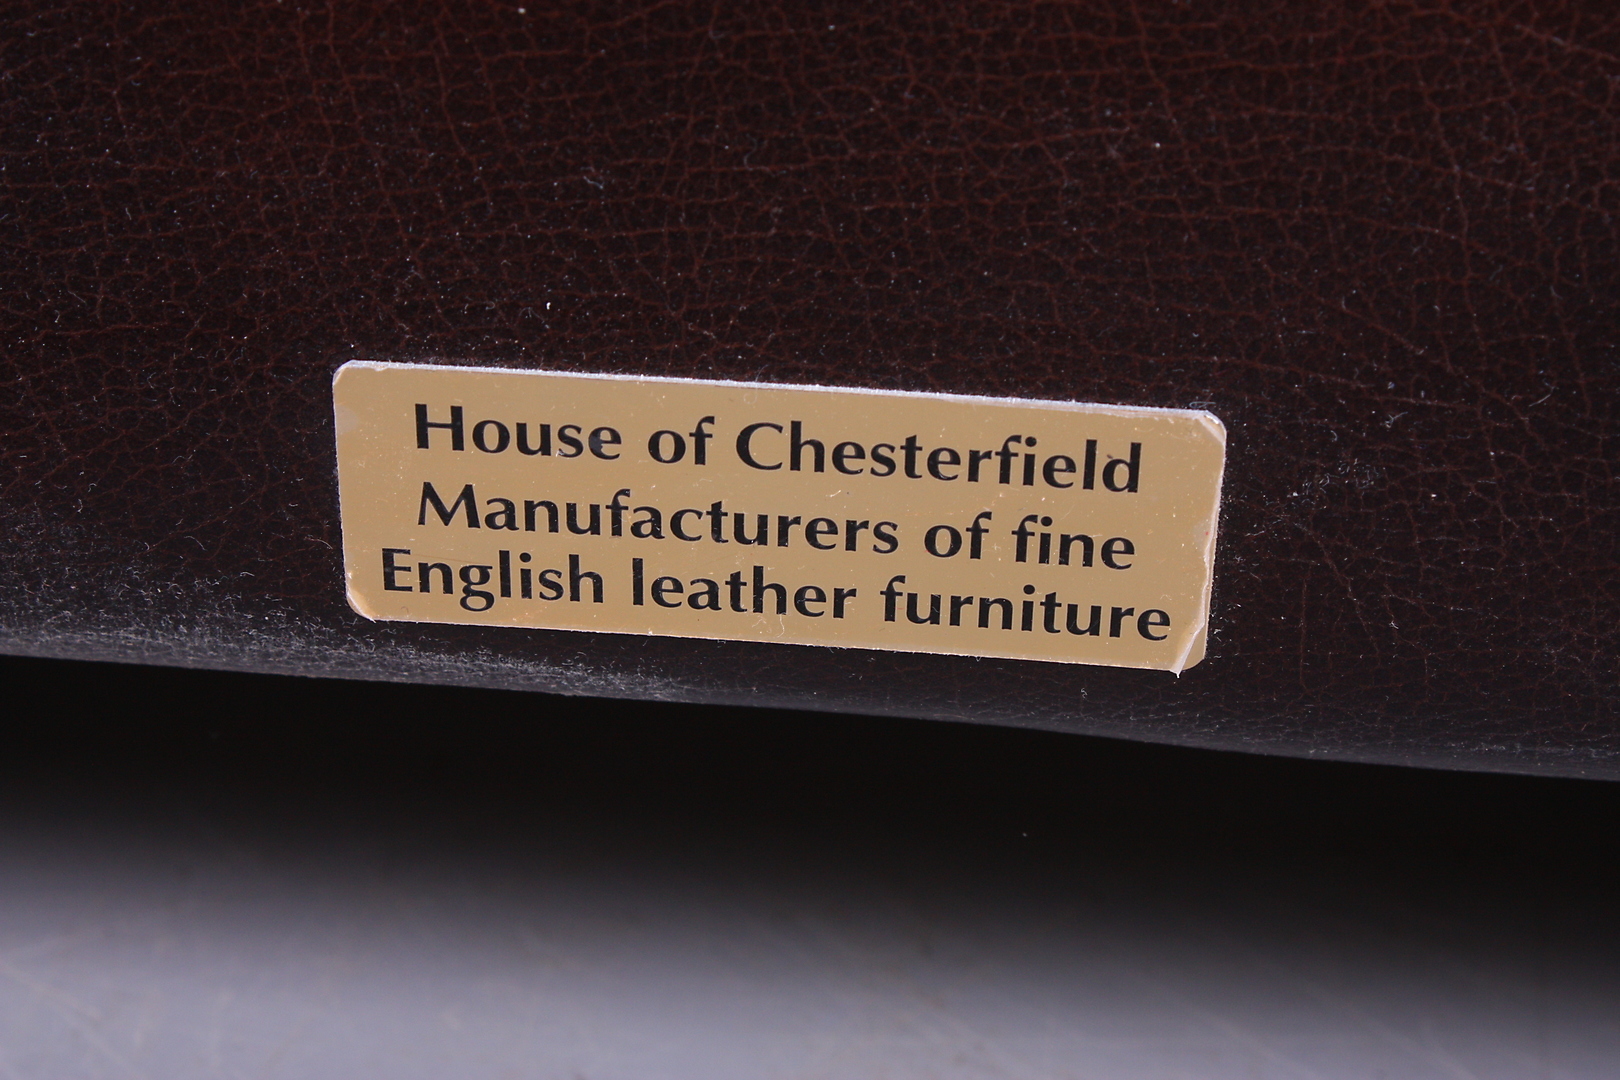 House of Chesterfield
Manufacturers of fine
English leather furniture